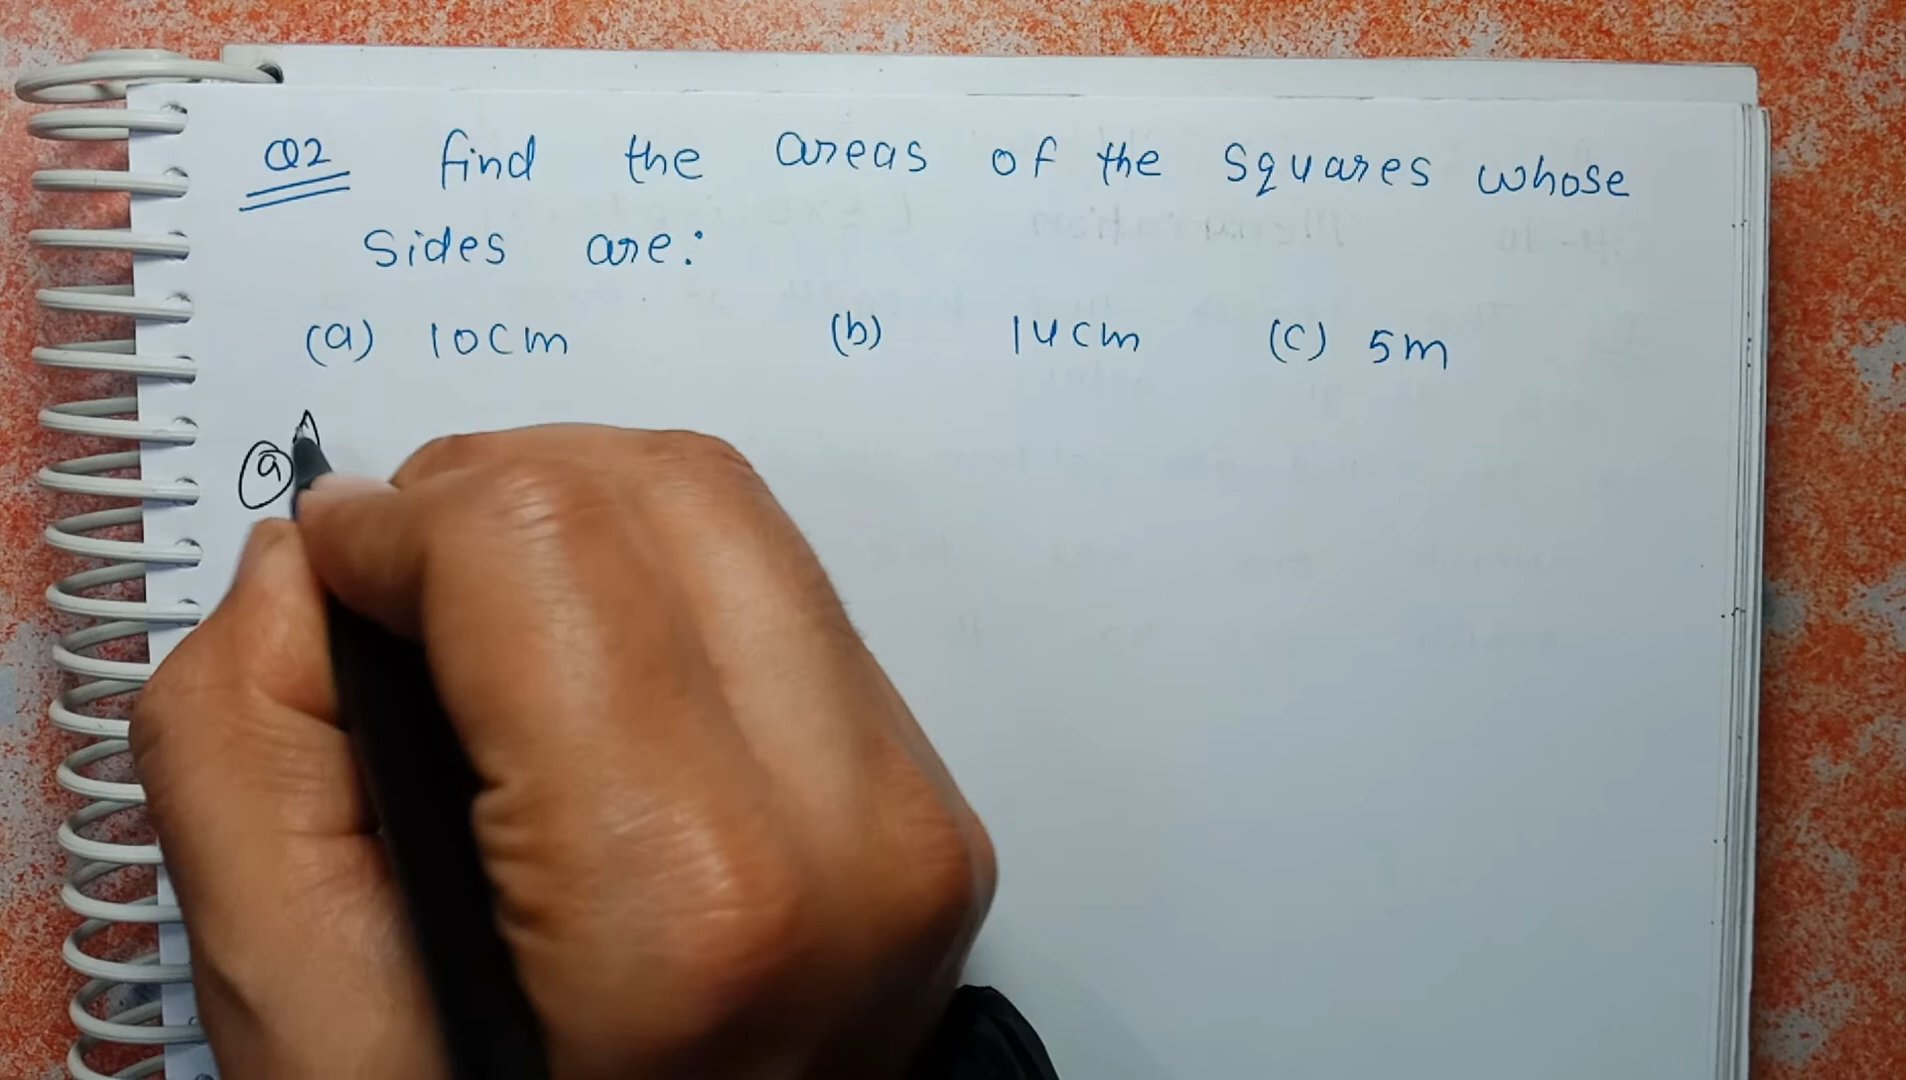 Q2 find the areas of the squares whose
sides are:
(a) 10cm (b) 14cm (c) 5m
a A